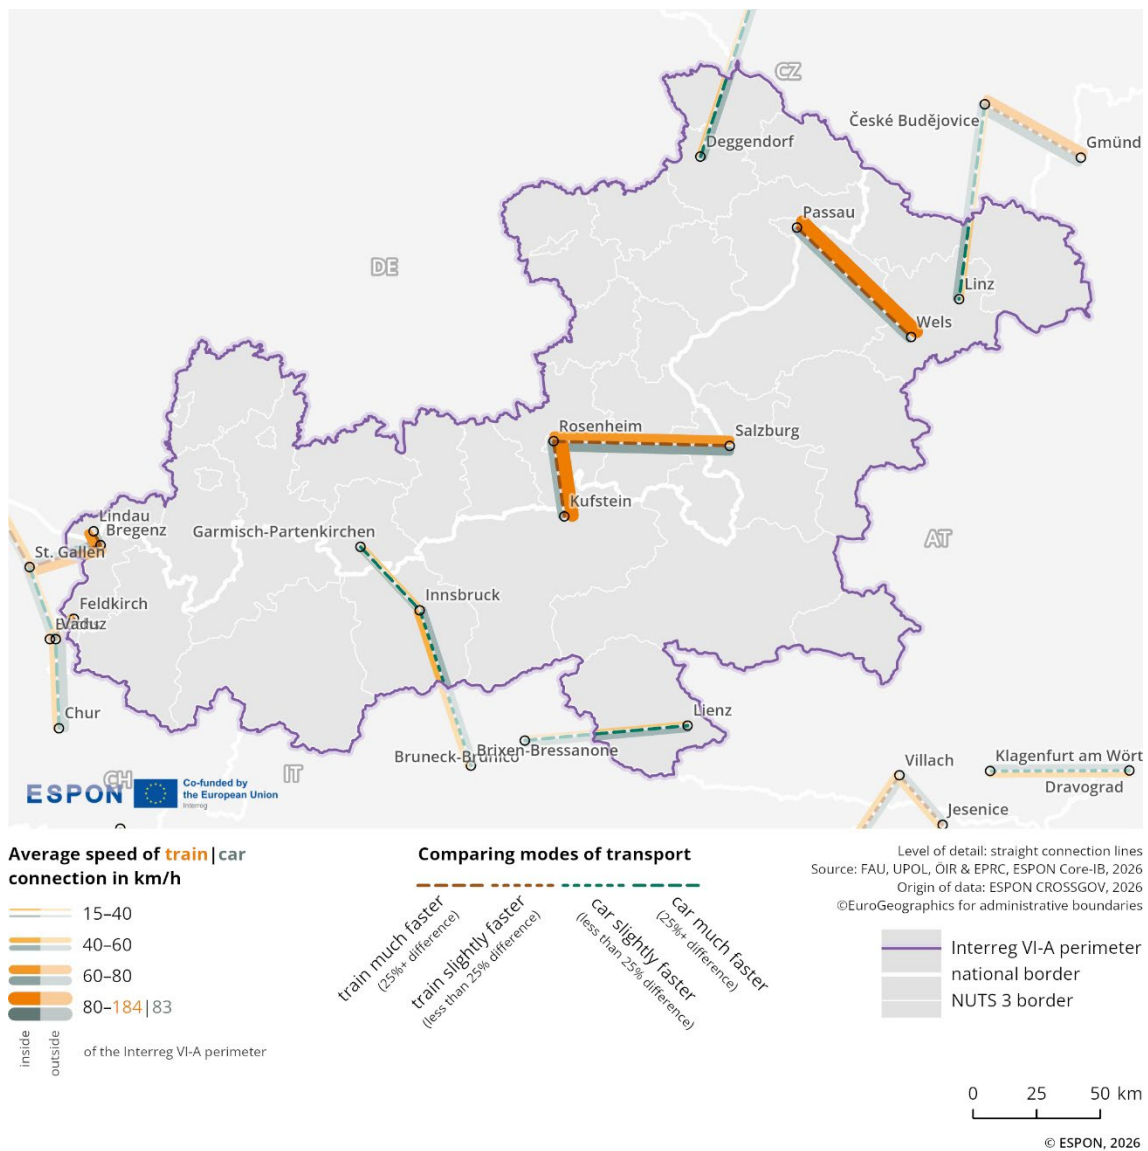 CZ
České Budějovice
Gmünd
Deggendorf
Passau
DE
Linz
Wels
Rosenheim
Salzburg
Kufstein
Lindau
Bregenz
Garmisch-Partenkirchen
St. Gallen
AT
Innsbruck
Feldkirch
Vaduz
Chur
Lienz
Brixen-Bressanone
Bruneck-Brunico
Villach
Klagenfurt am Wört
Dravograd
Jesenice
CH
IT
ESPON
Co-funded by
the European Union
Interreg
Average speed of train|car
connection in km/h
15–40
40–60
60–80
80–184|83
inside
outside
of the Interreg VI-A perimeter
Comparing modes of transport
train much faster
(25%+ difference)
train slightly faster
(less than 25% difference)
car slightly faster
(less than 25% difference)
car much faster
(25%+ difference)
Level of detail: straight connection lines
Source: FAU, UPOL, ÖIR & EPRC, ESPON Core-IB, 2026
Origin of data: ESPON CROSSGOV, 2026
©EuroGeographics for administrative boundaries
Interreg VI-A perimeter
national border
NUTS 3 border
0 25 50 km
© ESPON, 2026